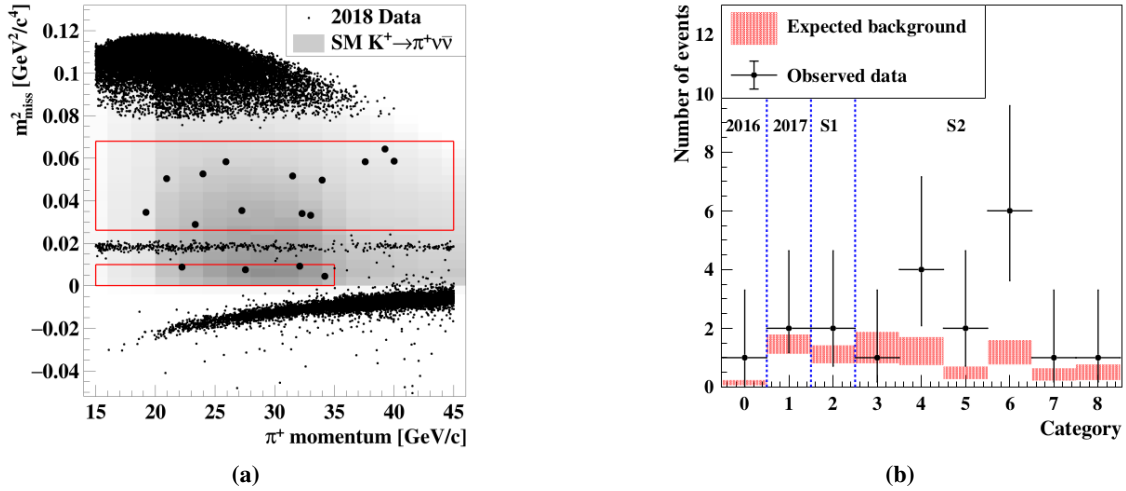 2018 Data
SM K⁺→π⁺νν̄
m²miss [GeV²/c⁴]
0.12
0.1
0.08
0.06
0.04
0.02
0
−0.02
−0.04
15 20 25 30 35 40 45
π⁺ momentum [GeV/c]
(a)
Expected background
Observed data
Number of events
12
10
8
6
4
2
0
2016 2017 S1 S2
0 1 2 3 4 5 6 7 8
Category
(b)